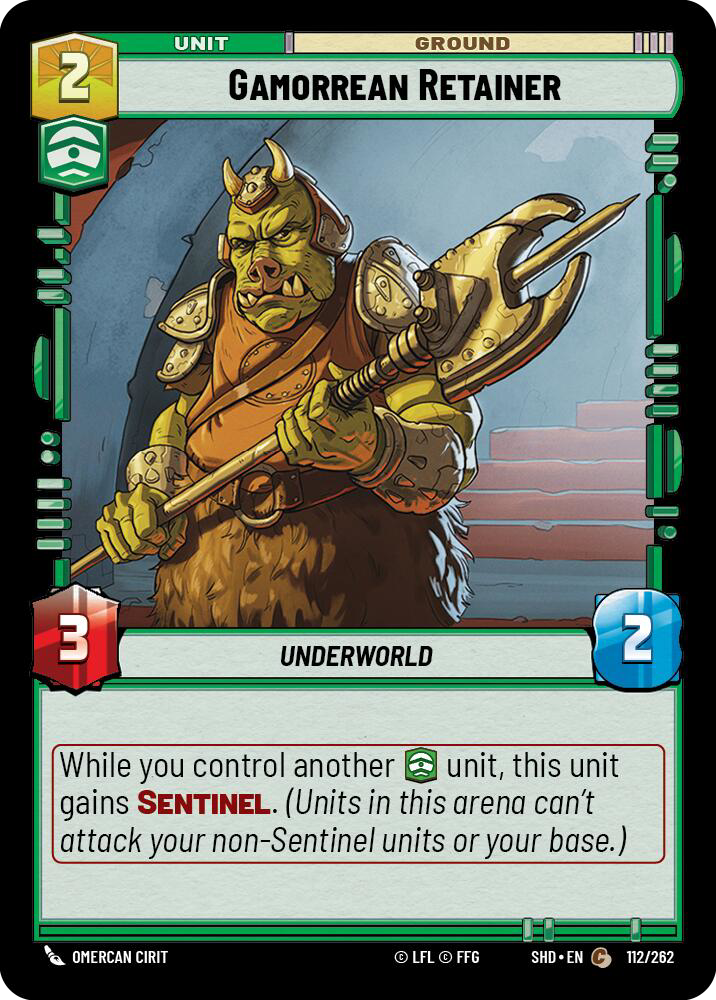 UNIT
GROUND
2
GAMORREAN RETAINER
3
UNDERWORLD
2
While you control another unit, this unit
gains SENTINEL. (Units in this arena can't
attack your non-Sentinel units or your base.)
OMERCAN CIRIT
© LFL © FFG
SHD • EN
C
112/262